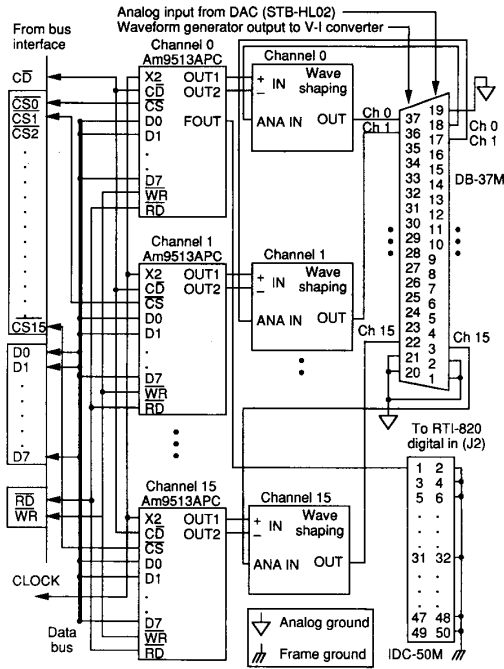 Analog input from DAC (STB-HL02)
Waveform generator output to V-I converter
From bus
interface
CD
CS0
CS1
CS2
CS15
D0
D1
D7
RD
WR
CLOCK
Data
bus
Channel 0
Am9513APC
X2 OUT1
CD OUT2
CS
D0 FOUT
D1
D7
WR
RD
Channel 0
+ IN Wave
− shaping
ANA IN OUT
Ch 0
Ch 1
Channel 1
Am9513APC
X2 OUT1
CD OUT2
CS
D0
D1
D7
WR
RD
Channel 1
+ IN Wave
− shaping
ANA IN OUT
Ch 15
Channel 15
Am9513APC
X2 OUT1
CD OUT2
CS
D0
D1
D7
WR
RD
Channel 15
+ IN Wave
− shaping
ANA IN OUT
37 19
36 18
35 17
34 16
33 15
32 14
31 13
30 12
29 11
28 10
27 9
26 8
25 7
24 6
23 5
22 4
21 3
20 2
1
Ch 0
Ch 1
DB-37M
Ch 15
To RTI-820
digital in (J2)
1 2
3 4
5 6
31 32
47 48
49 50
IDC-50M
Analog ground
Frame ground